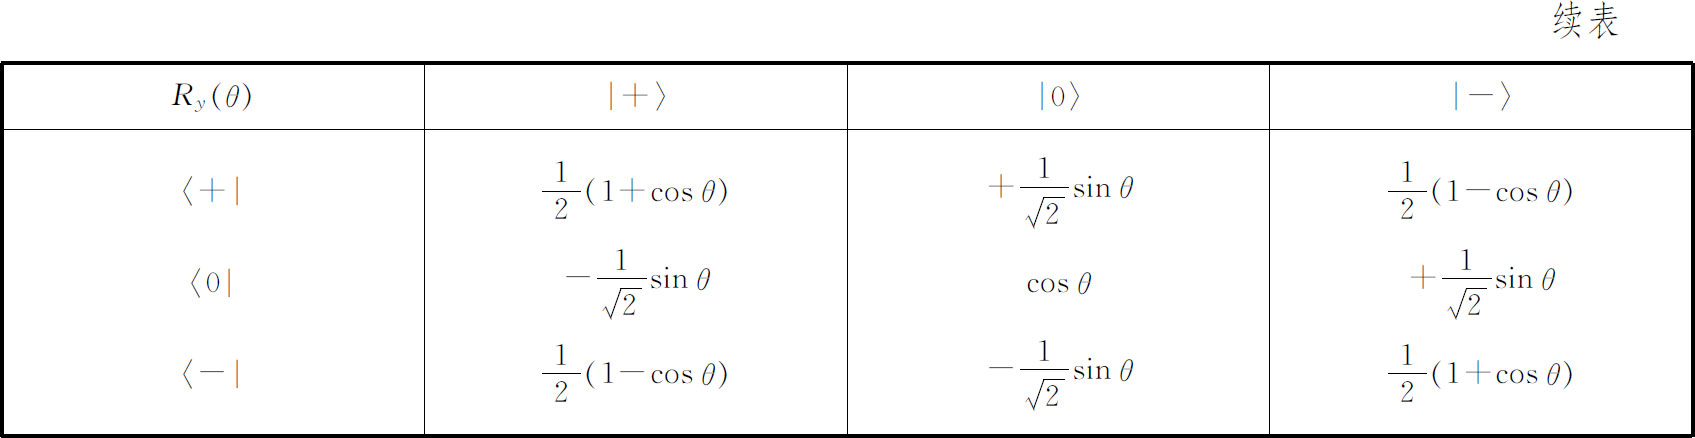 续表
R_y(θ) |+⟩ |0⟩ |−⟩
⟨+| 1/2(1+cos θ) +1/√2 sin θ 1/2(1−cos θ)
⟨0| −1/√2 sin θ cos θ +1/√2 sin θ
⟨−| 1/2(1−cos θ) −1/√2 sin θ 1/2(1+cos θ)